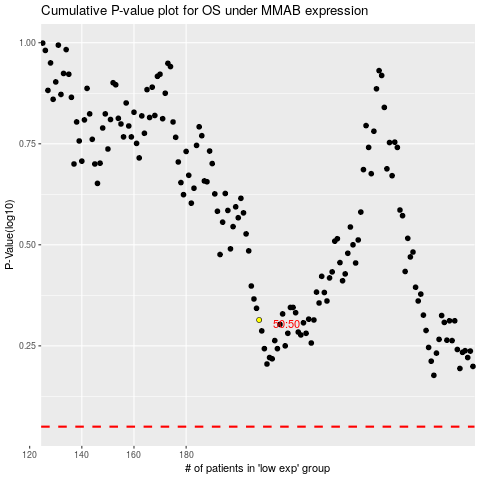 Cumulative P-value plot for OS under MMAB expression
P-Value(log10)
1.00
0.75
0.50
0.25
50:50
120 140 160 180
# of patients in 'low exp' group